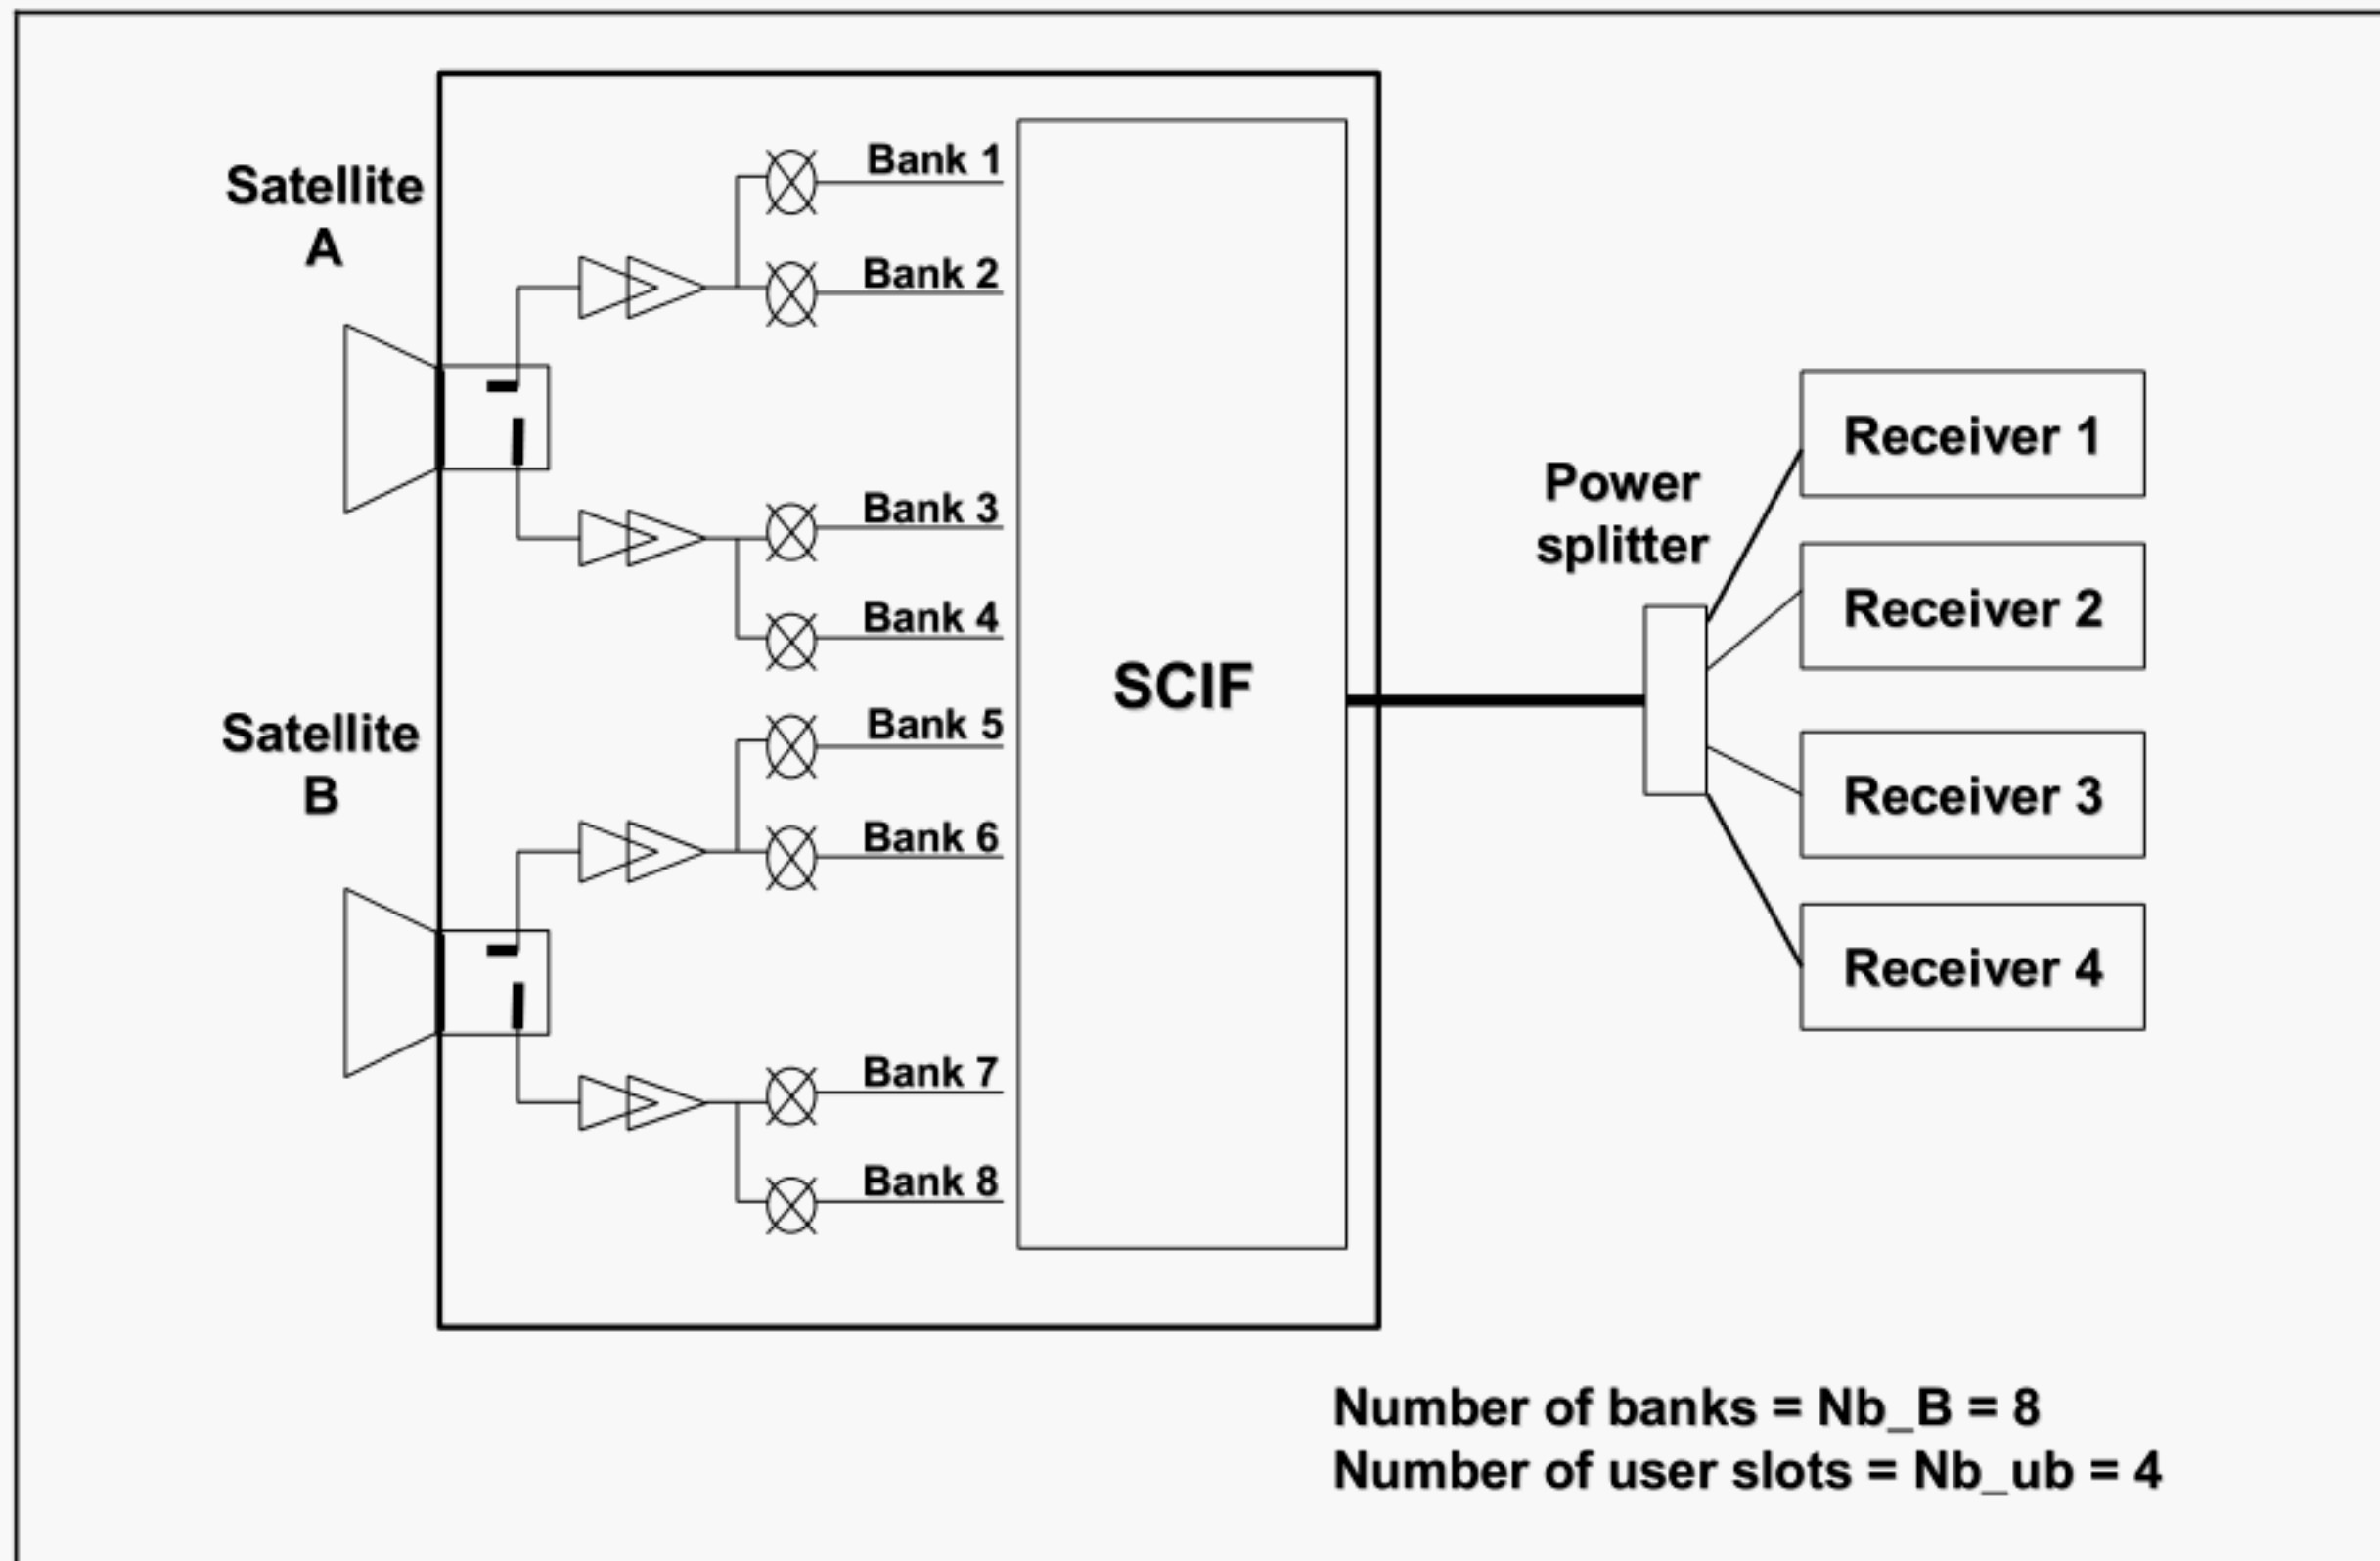 Satellite
A
Bank 1
Bank 2
Bank 3
Bank 4
Satellite
B
Bank 5
Bank 6
Bank 7
Bank 8
SCIF
Power
splitter
Receiver 1
Receiver 2
Receiver 3
Receiver 4
Number of banks = Nb_B = 8
Number of user slots = Nb_ub = 4